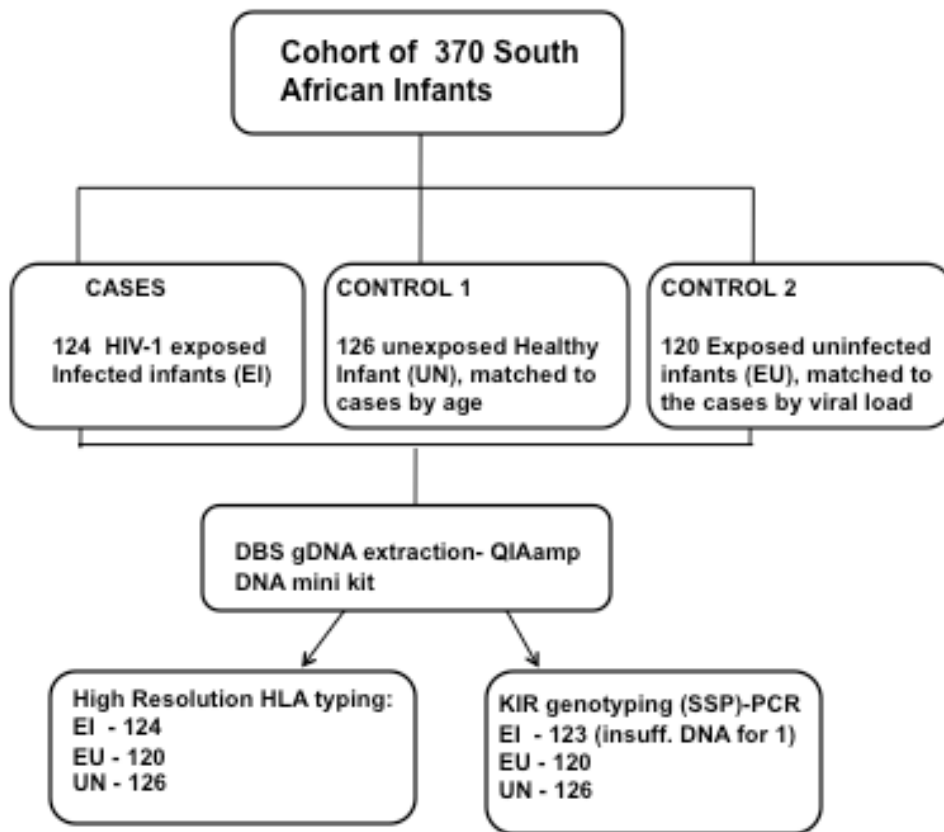 Cohort of 370 South
African Infants
CASES
124 HIV-1 exposed
Infected infants (EI)
CONTROL 1
126 unexposed Healthy
Infant (UN), matched to
cases by age
CONTROL 2
120 Exposed uninfected
infants (EU), matched to
the cases by viral load
DBS gDNA extraction- QIAamp
DNA mini kit
High Resolution HLA typing:
EI - 124
EU - 120
UN - 126
KIR genotyping (SSP)-PCR
EI - 123 (insuff. DNA for 1)
EU - 120
UN - 126